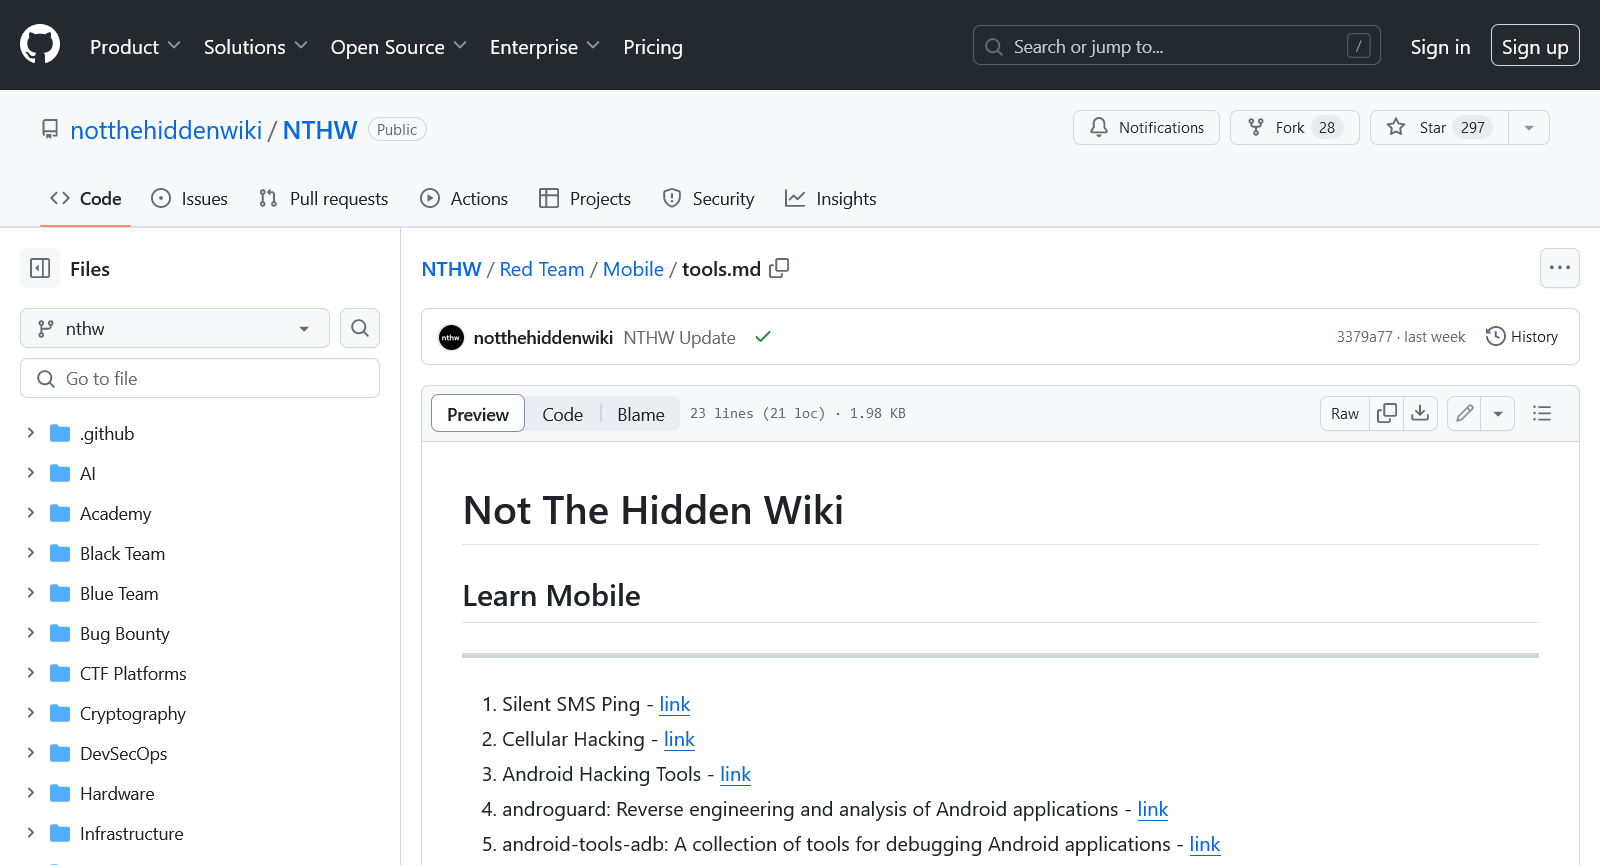 Product Solutions Open Source Enterprise Pricing Search or jump to... / Sign in Sign up
notthehiddenwiki / NTHW Public Notifications Fork 28 Star 297
Code Issues Pull requests Actions Projects Security Insights
Files
nthw
Go to file
.github
AI
Academy
Black Team
Blue Team
Bug Bounty
CTF Platforms
Cryptography
DevSecOps
Hardware
Infrastructure
NTHW / Red Team / Mobile / tools.md
nthw notthehiddenwiki NTHW Update 3379a77 · last week History
Preview Code Blame 23 lines (21 loc) · 1.98 KB Raw
Not The Hidden Wiki
Learn Mobile
1. Silent SMS Ping - link
2. Cellular Hacking - link
3. Android Hacking Tools - link
4. androguard: Reverse engineering and analysis of Android applications - link
5. android-tools-adb: A collection of tools for debugging Android applications - link